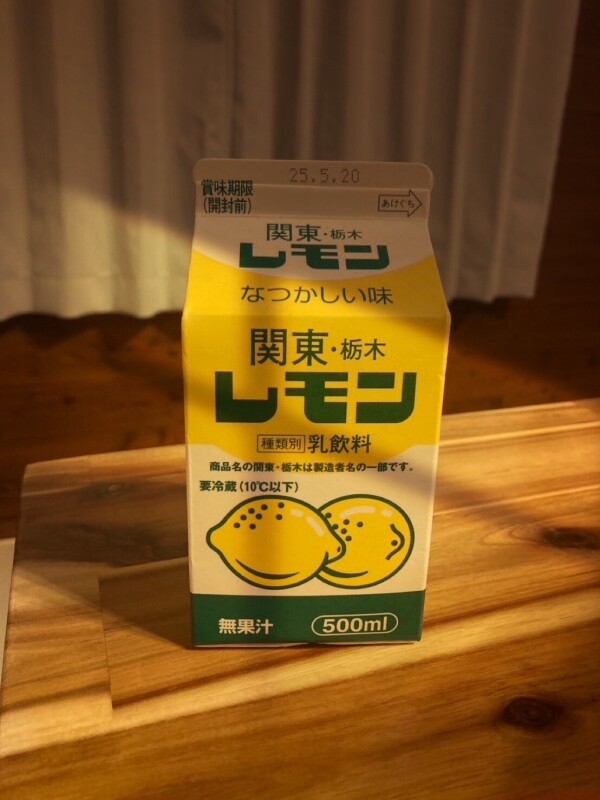 25.5.20
賞味期限
(開封前)
あけぐち
関東・栃木
レモン
なつかしい味
関東・栃木
レモン
種類別 乳飲料
商品名の関東・栃木は製造者名の一部です。
要冷蔵(10℃以下)
無果汁 500ml